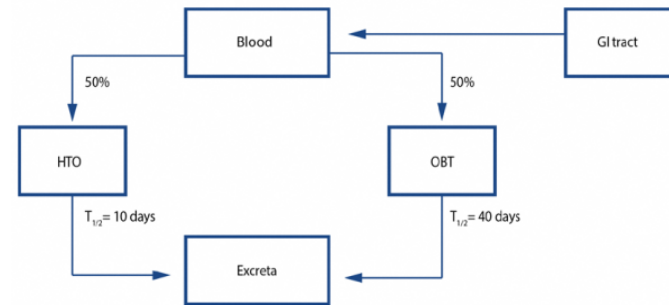 Blood
GI tract
50%
50%
HTO
OBT
T1/2= 10 days
T1/2= 40 days
Excreta